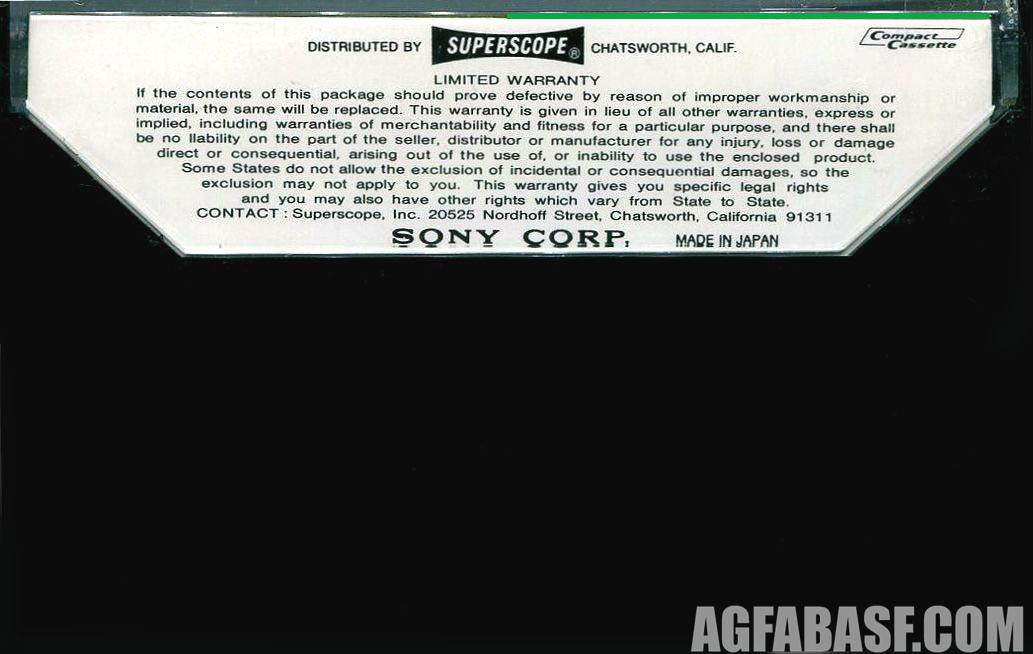 DISTRIBUTED BY SUPERSCOPE® CHATSWORTH, CALIF.
Compact
Cassette
LIMITED WARRANTY
If the contents of this package should prove defective by reason of improper workmanship or
material, the same will be replaced. This warranty is given in lieu of all other warranties, express or
implied, including warranties of merchantability and fitness for a particular purpose, and there shall
be no liability on the part of the seller, distributor or manufacturer for any injury, loss or damage
direct or consequential, arising out of the use of, or inability to use the enclosed product.
Some States do not allow the exclusion of incidental or consequential damages, so the
exclusion may not apply to you. This warranty gives you specific legal rights
and you may also have other rights which vary from State to State.
CONTACT : Superscope, Inc. 20525 Nordhoff Street, Chatsworth, California 91311
SONY CORP. MADE IN JAPAN
AGFABASF.COM